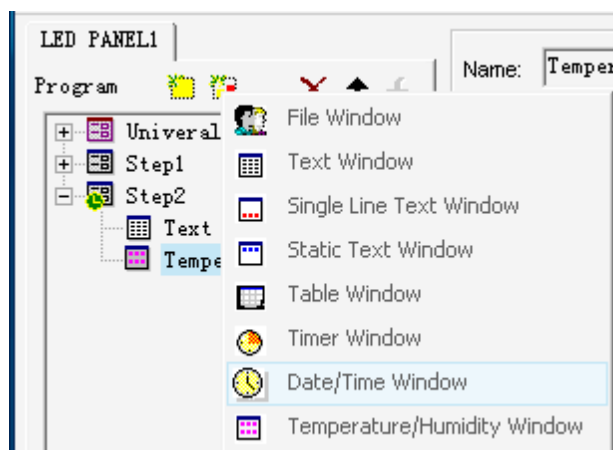 LED PANEL1
Program
Name:
Temper
Univeral
Step1
Step2
Text
Tempe
File Window
Text Window
Single Line Text Window
Static Text Window
Table Window
Timer Window
Date/Time Window
Temperature/Humidity Window